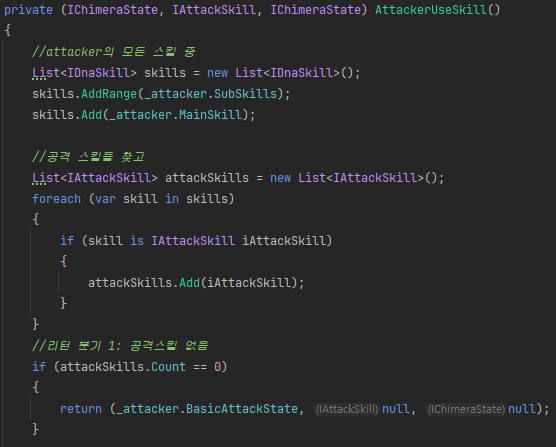 private (IChimeraState, IAttackSkill, IChimeraState) AttackerUseSkill()
{
//attacker의 모든 스킬 중
List<IDnaSkill> skills = new List<IDnaSkill>();
skills.AddRange(_attacker.SubSkills);
skills.Add(_attacker.MainSkill);
//공격 스킬들 찾고
List<IAttackSkill> attackSkills = new List<IAttackSkill>();
foreach (var skill in skills)
{
if (skill is IAttackSkill iAttackSkill)
{
attackSkills.Add(iAttackSkill);
}
}
//리턴 분기 1: 공격스킬 없음
if (attackSkills.Count == 0)
{
return (_attacker.BasicAttackState, (IAttackSkill)null, (IChimeraState)null);
}